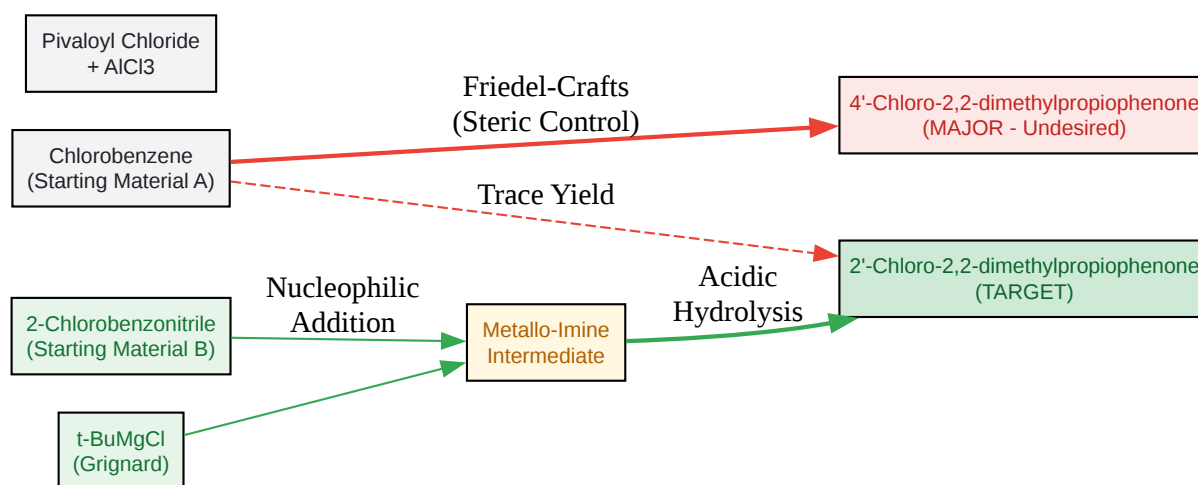 Pivaloyl Chloride
+ AlCl3
Friedel-Crafts
(Steric Control)
4'-Chloro-2,2-dimethylpropiophenone
(MAJOR - Undesired)
Chlorobenzene
(Starting Material A)
Trace Yield
2'-Chloro-2,2-dimethylpropiophenone
(TARGET)
Nucleophilic
Addition
Acidic
Hydrolysis
2-Chlorobenzonitrile
(Starting Material B)
Metallo-Imine
Intermediate
t-BuMgCl
(Grignard)